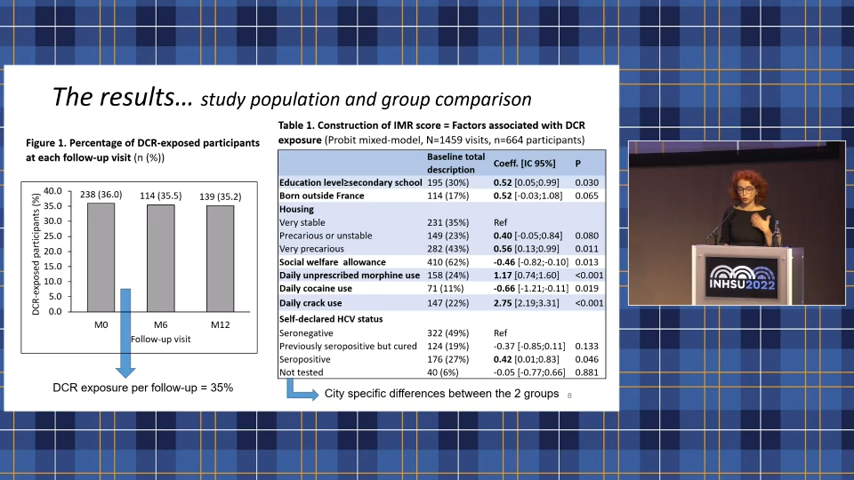 The results... study population and group comparison
Figure 1. Percentage of DCR-exposed participants
at each follow-up visit (n (%))
DCR-exposed participants (%)
40.0
35.0
30.0
25.0
20.0
15.0
10.0
5.0
0.0
238 (36.0) 114 (35.5) 139 (35.2)
M0 M6 M12
Follow-up visit
DCR exposure per follow-up = 35%
Table 1. Construction of IMR score = Factors associated with DCR
exposure (Probit mixed-model, N=1459 visits, n=664 participants)
Baseline total
description Coeff. [IC 95%] P
Education level≥secondary school 195 (30%) 0.52 [0.05;0.99] 0.030
Born outside France 114 (17%) 0.52 [-0.03;1.08] 0.065
Housing
Very stable 231 (35%) Ref
Precarious or unstable 149 (23%) 0.40 [-0.05;0.84] 0.080
Very precarious 282 (43%) 0.56 [0.13;0.99] 0.011
Social welfare allowance 410 (62%) -0.46 [-0.82;-0.10] 0.013
Daily unprescribed morphine use 158 (24%) 1.17 [0.74;1.60] <0.001
Daily cocaine use 71 (11%) -0.66 [-1.21;-0.11] 0.019
Daily crack use 147 (22%) 2.75 [2.19;3.31] <0.001
Self-declared HCV status
Seronegative 322 (49%) Ref
Previously seropositive but cured 124 (19%) -0.37 [-0.85;0.11] 0.133
Seropositive 176 (27%) 0.42 [0.01;0.83] 0.046
Not tested 40 (6%) -0.05 [-0.77;0.66] 0.881
City specific differences between the 2 groups
8
INHSU2022